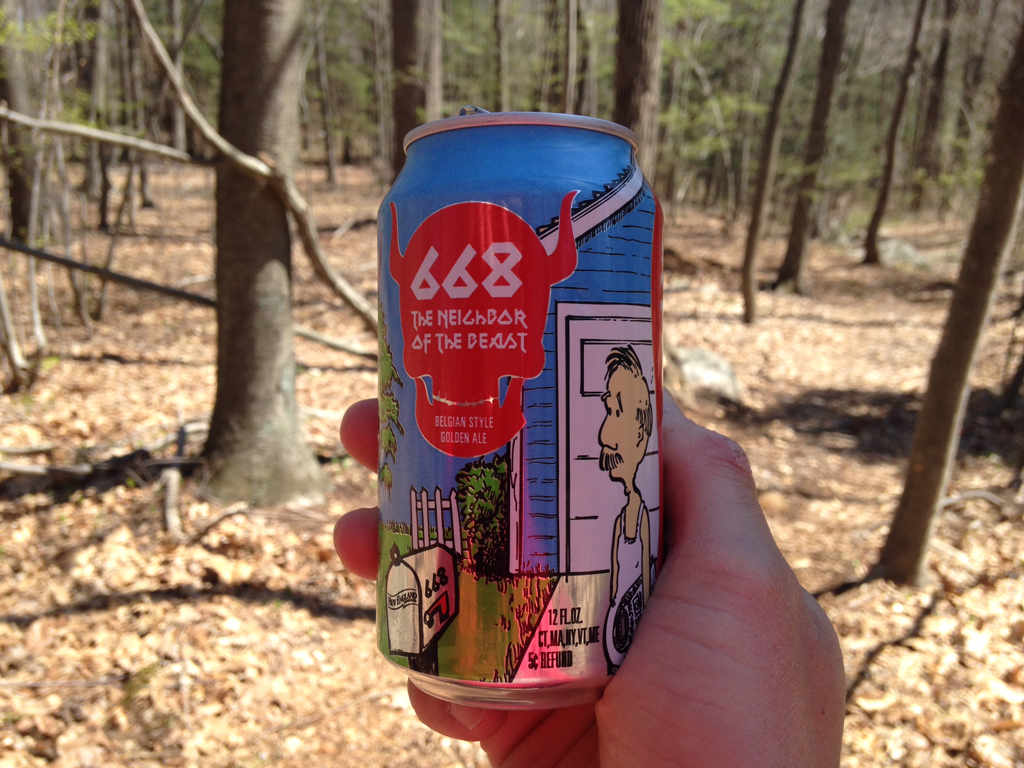 668
THE NEIGHBOR
OF THE BEAST
BELGIAN STYLE
GOLDEN ALE
NEW ENGLAND
668
12 FL.OZ.
CT,MA,NY,VT,ME
5¢ REFUND